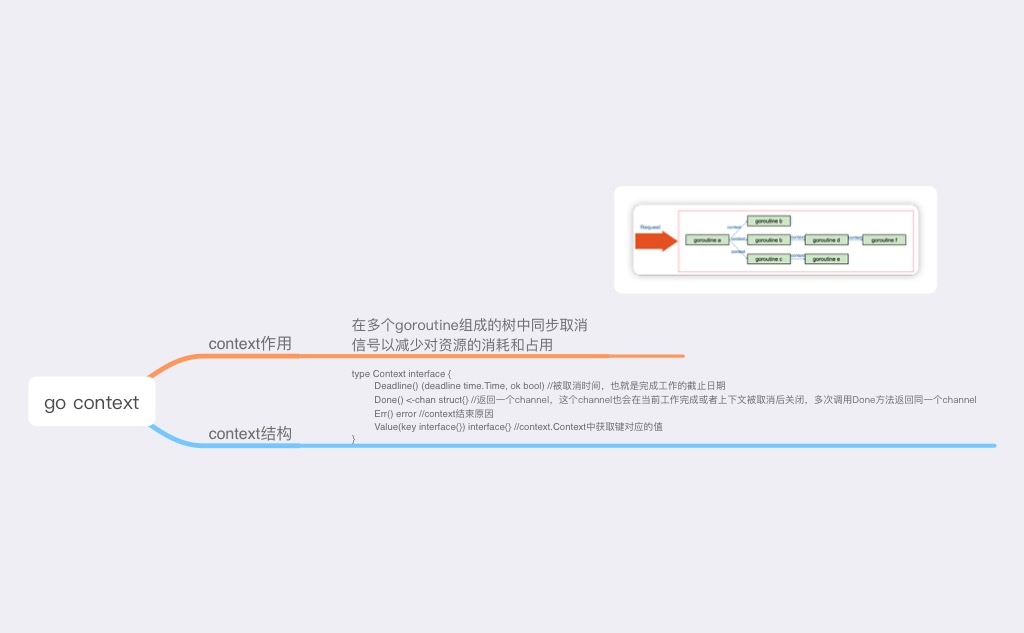 Request
goroutine a
context
goroutine b
context
goroutine b
context
goroutine d
context
goroutine f
context
goroutine c
context
goroutine e
go context
context作用
在多个goroutine组成的树中同步取消
信号以减少对资源的消耗和占用
context结构
type Context interface {
Deadline() (deadline time.Time, ok bool) //被取消时间，也就是完成工作的截止日期
Done() <-chan struct{} //返回一个channel，这个channel也会在当前工作完成或者上下文被取消后关闭，多次调用Done方法返回同一个channel
Err() error //context结束原因
Value(key interface{}) interface{} //context.Context中获取键对应的值
}